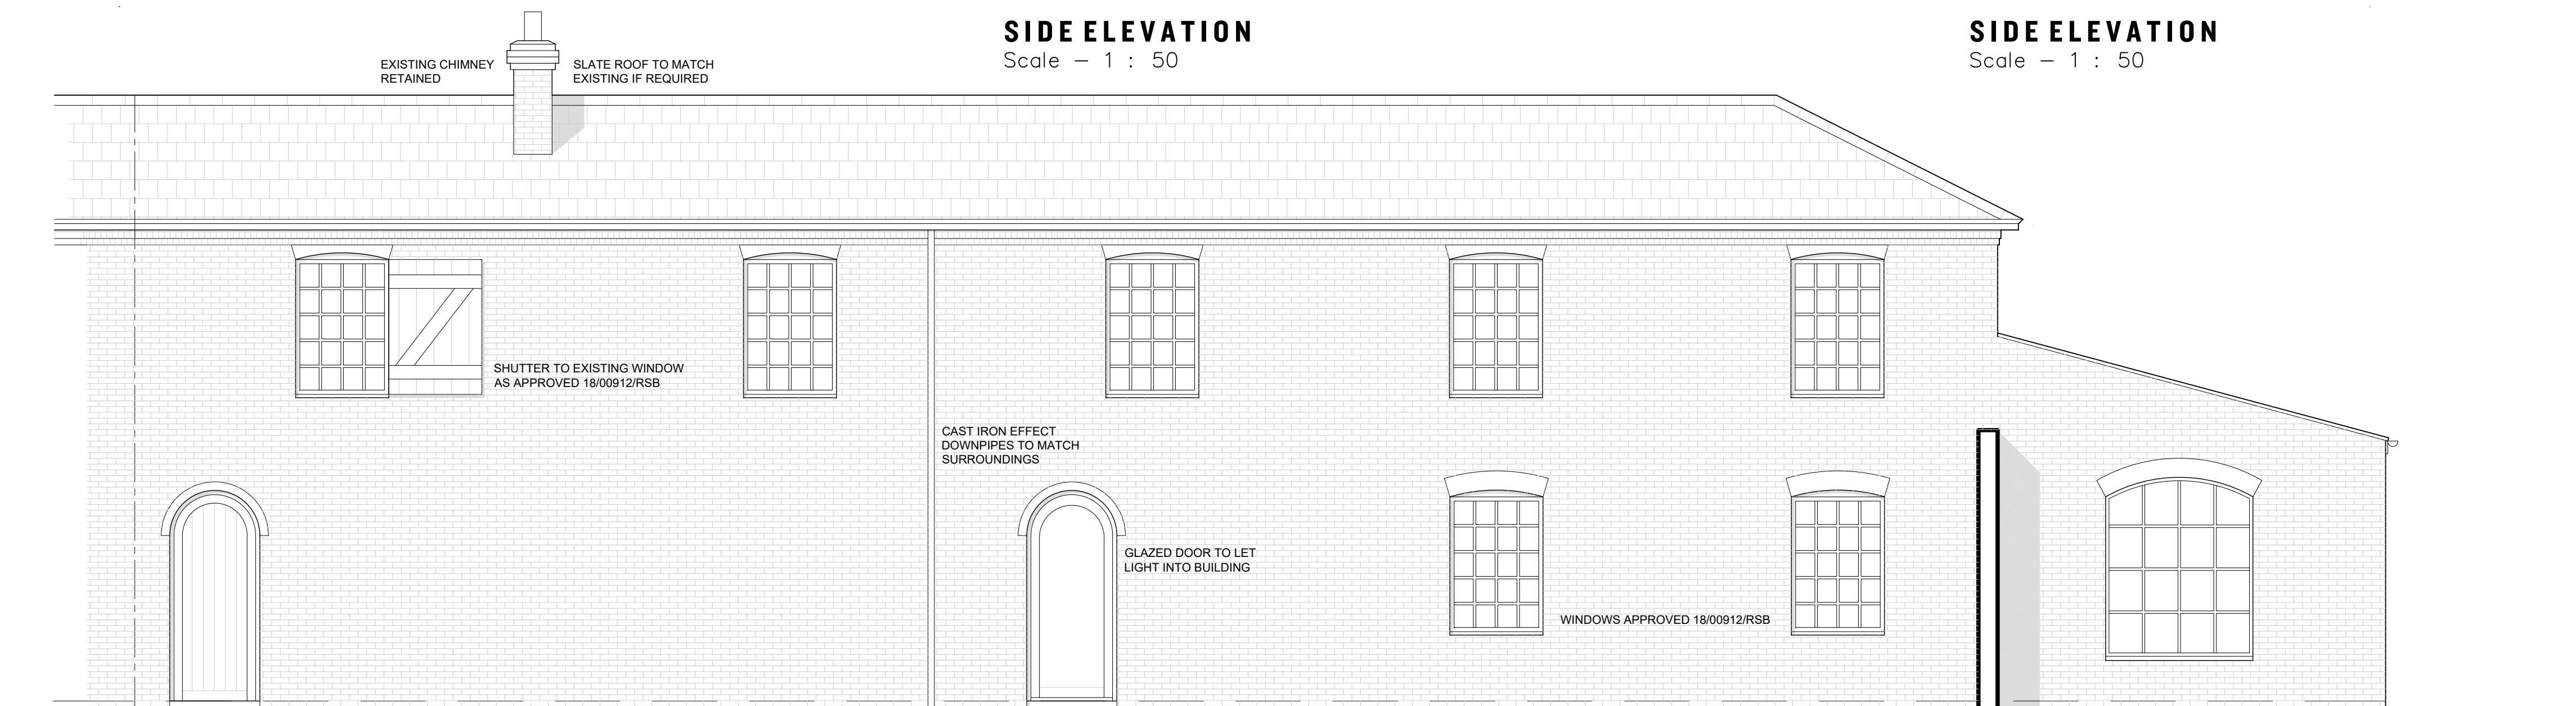 SIDE ELEVATION
Scale - 1 : 50
SIDE ELEVATION
Scale - 1 : 50
EXISTING CHIMNEY
RETAINED
SLATE ROOF TO MATCH
EXISTING IF REQUIRED
SHUTTER TO EXISTING WINDOW
AS APPROVED 18/00912/RSB
CAST IRON EFFECT
DOWNPIPES TO MATCH
SURROUNDINGS
GLAZED DOOR TO LET
LIGHT INTO BUILDING
WINDOWS APPROVED 18/00912/RSB